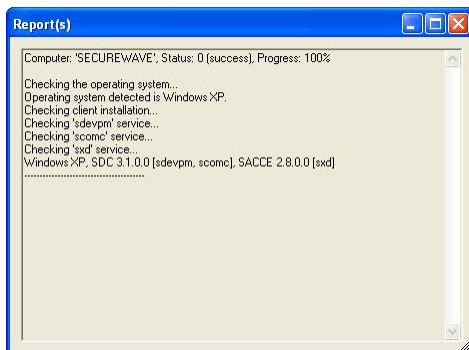 Report(s)
Computer: 'SECUREWAVE', Status: 0 (success), Progress: 100%
Checking the operating system...
Operating system detected is Windows XP.
Checking client installation...
Checking 'sdevpm' service...
Checking 'scomc' service...
Checking 'sxd' service...
Windows XP, SDC 3.1.0.0 [sdevpm, scomc], SACCE 2.8.0.0 [sxd]
----------------------------------------